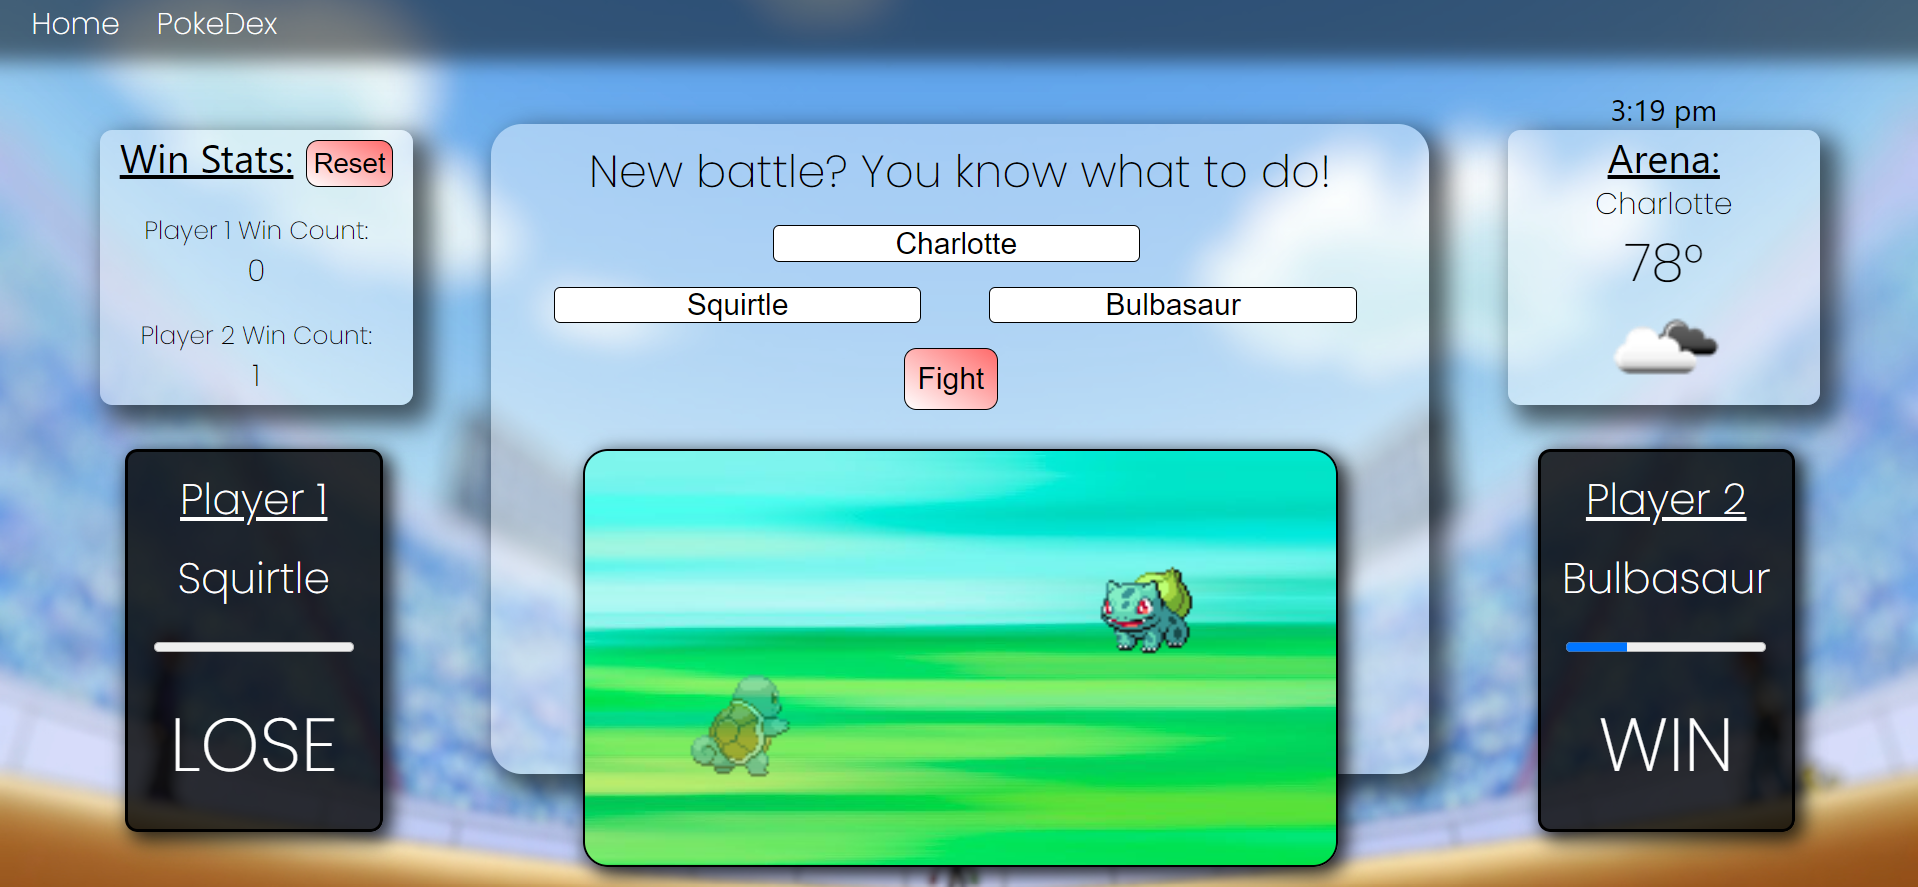 Home PokeDex
Win Stats: Reset
Player 1 Win Count:
0
Player 2 Win Count:
1
New battle? You know what to do!
Charlotte
Squirtle Bulbasaur
Fight
3:19 pm
Arena:
Charlotte
78°
Player 1
Squirtle
LOSE
Player 2
Bulbasaur
WIN